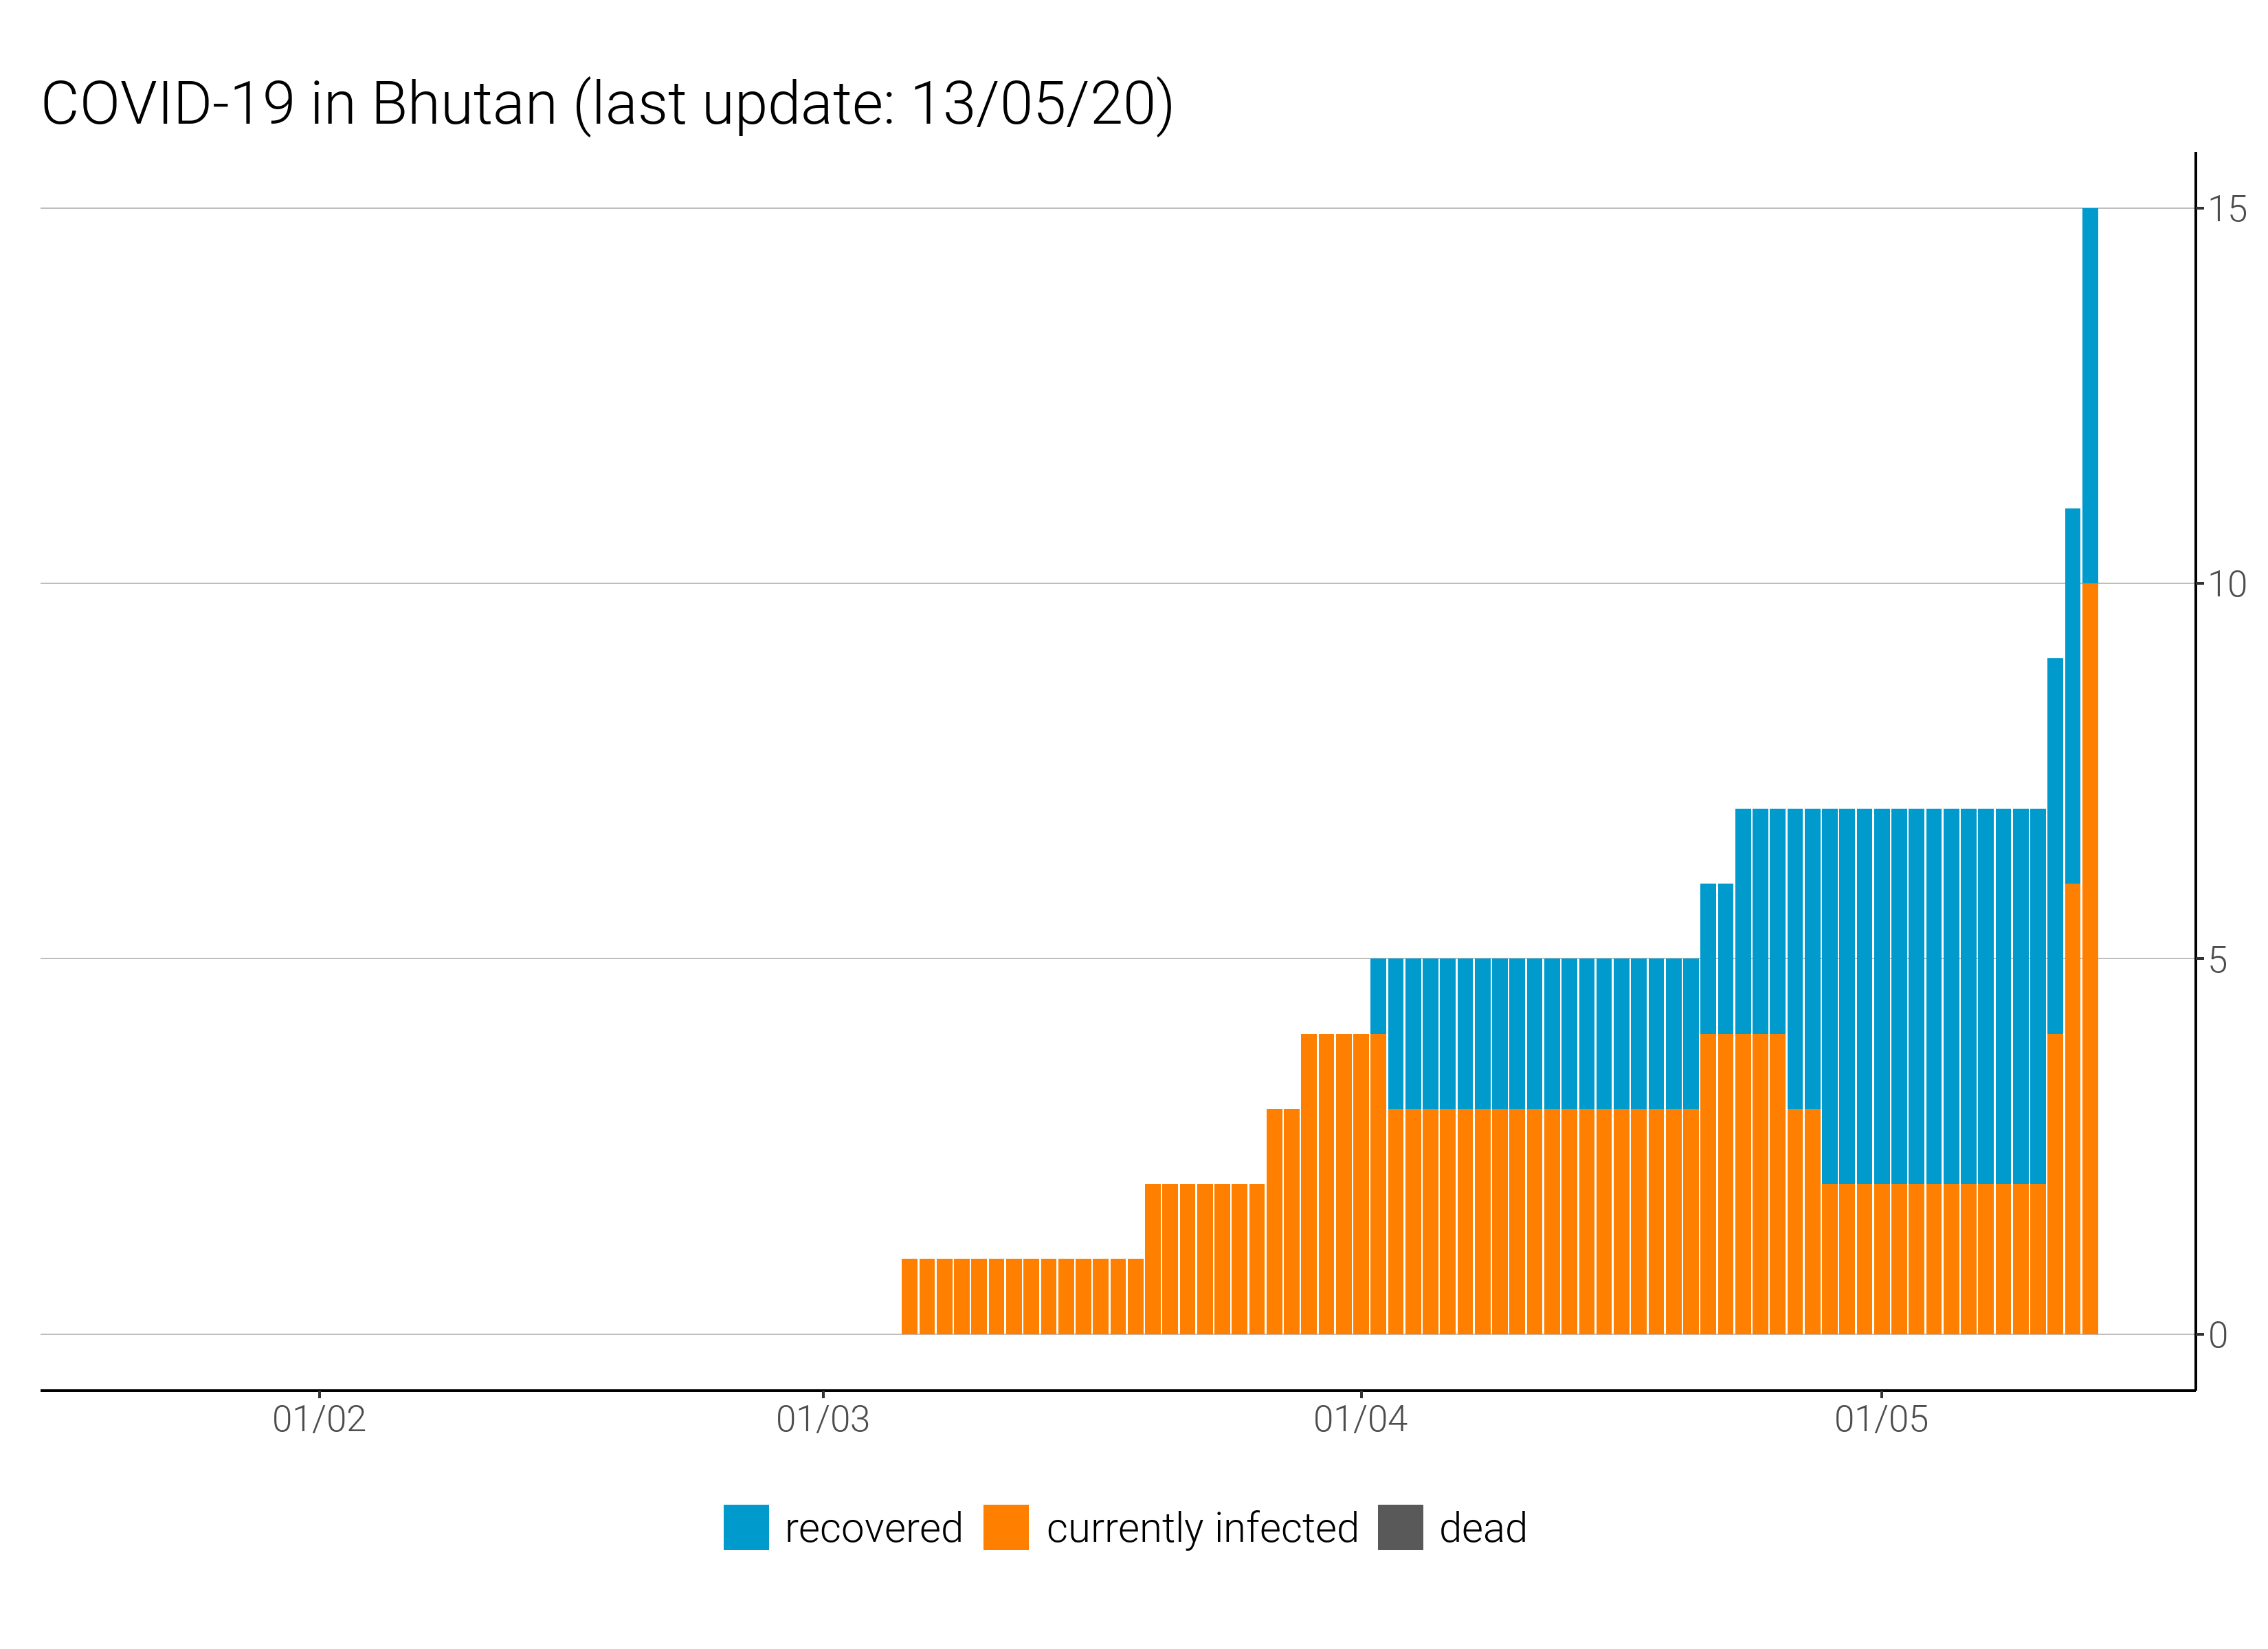 COVID-19 in Bhutan (last update: 13/05/20)
15
10
5
0
01/02 01/03 01/04 01/05
recovered currently infected dead